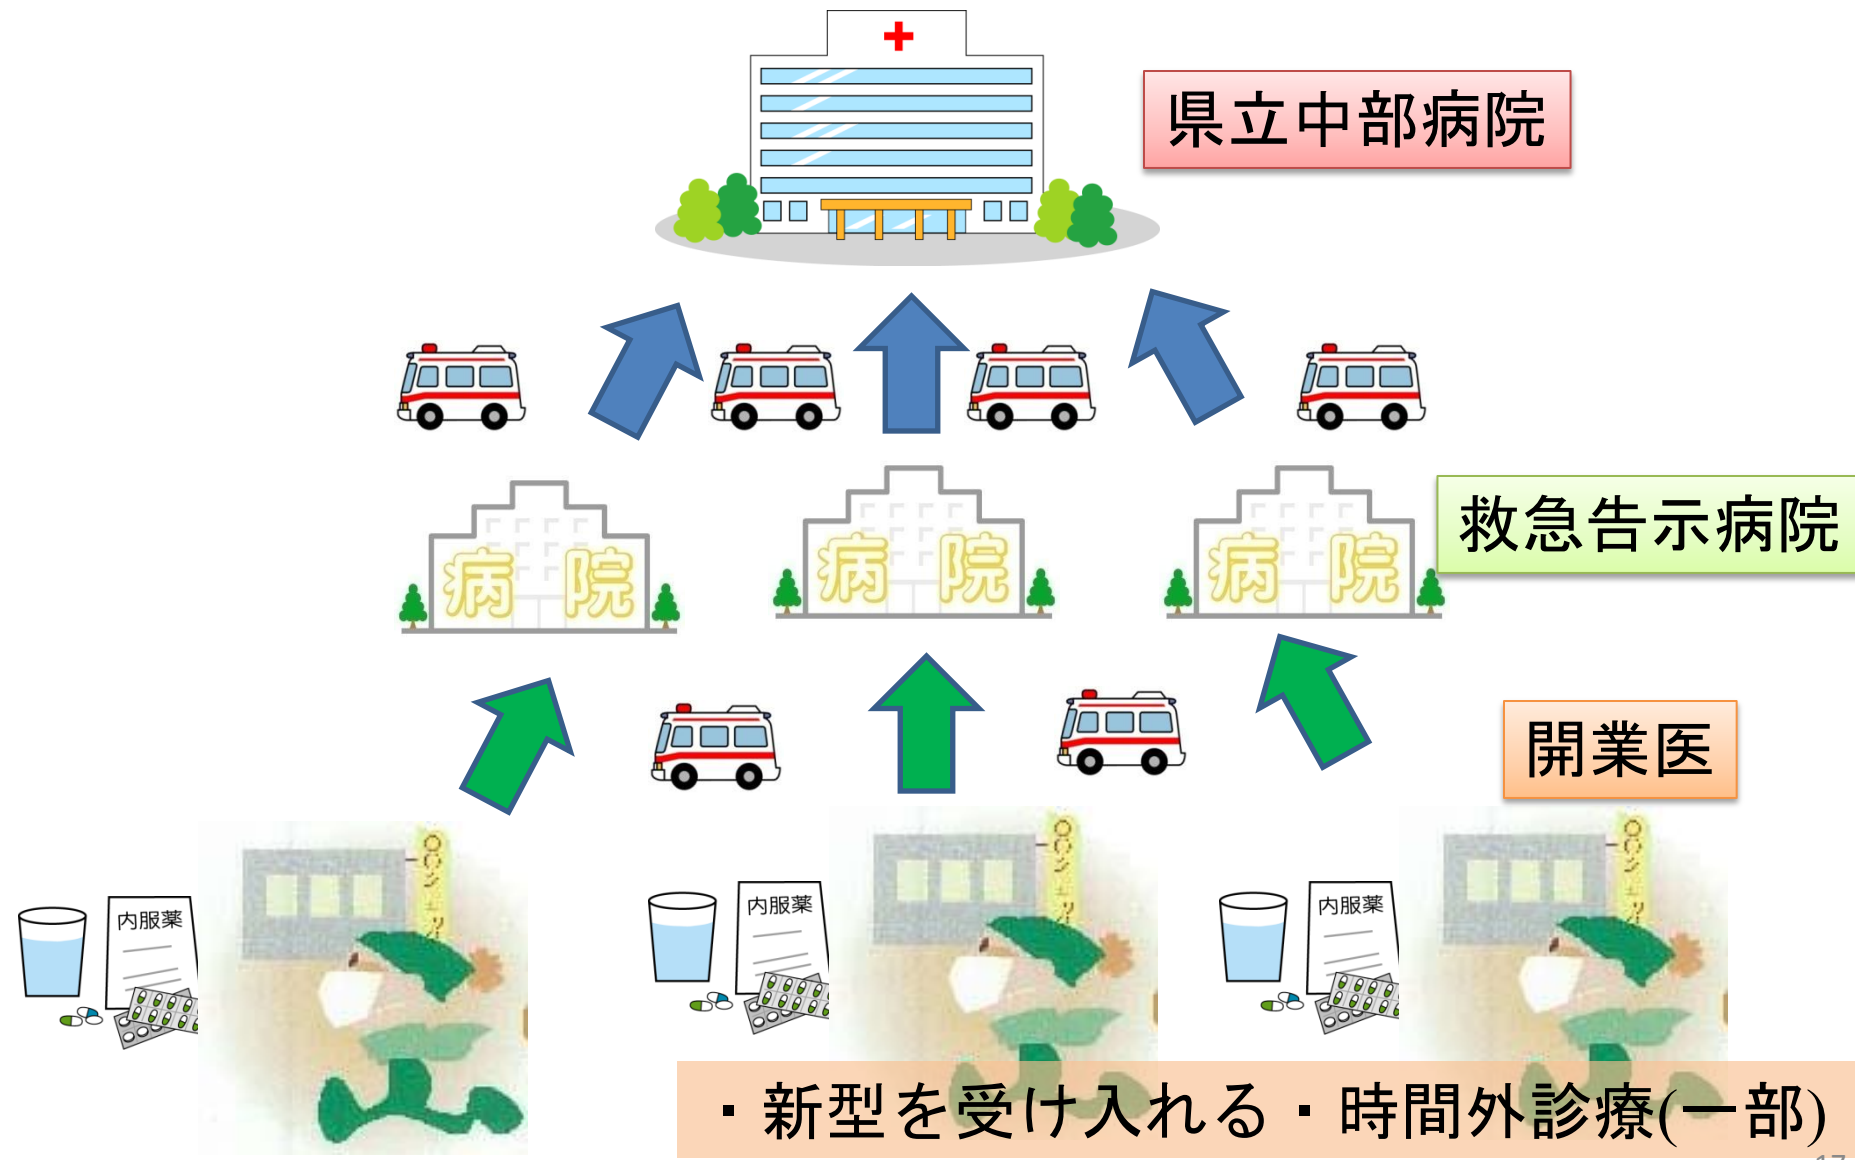 県立中部病院
病院
病院
病院
救急告示病院
開業医
内服薬
内服薬
内服薬
・新型を受け入れる・時間外診療(一部)